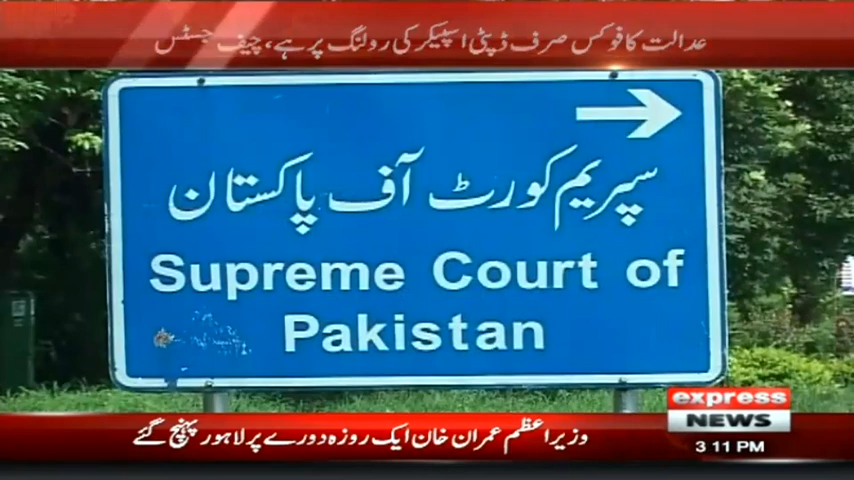 عدالت کا فوکس صرف ڈپٹی اسپیکر کی رولنگ پر ہے، چیف جسٹس
سپریم کورٹ آف پاکستان
Supreme Court of
Pakistan
express
NEWS
وزیراعظم عمران خان ایک روزہ دورے پر لاہور پہنچ گئے
3:11 PM